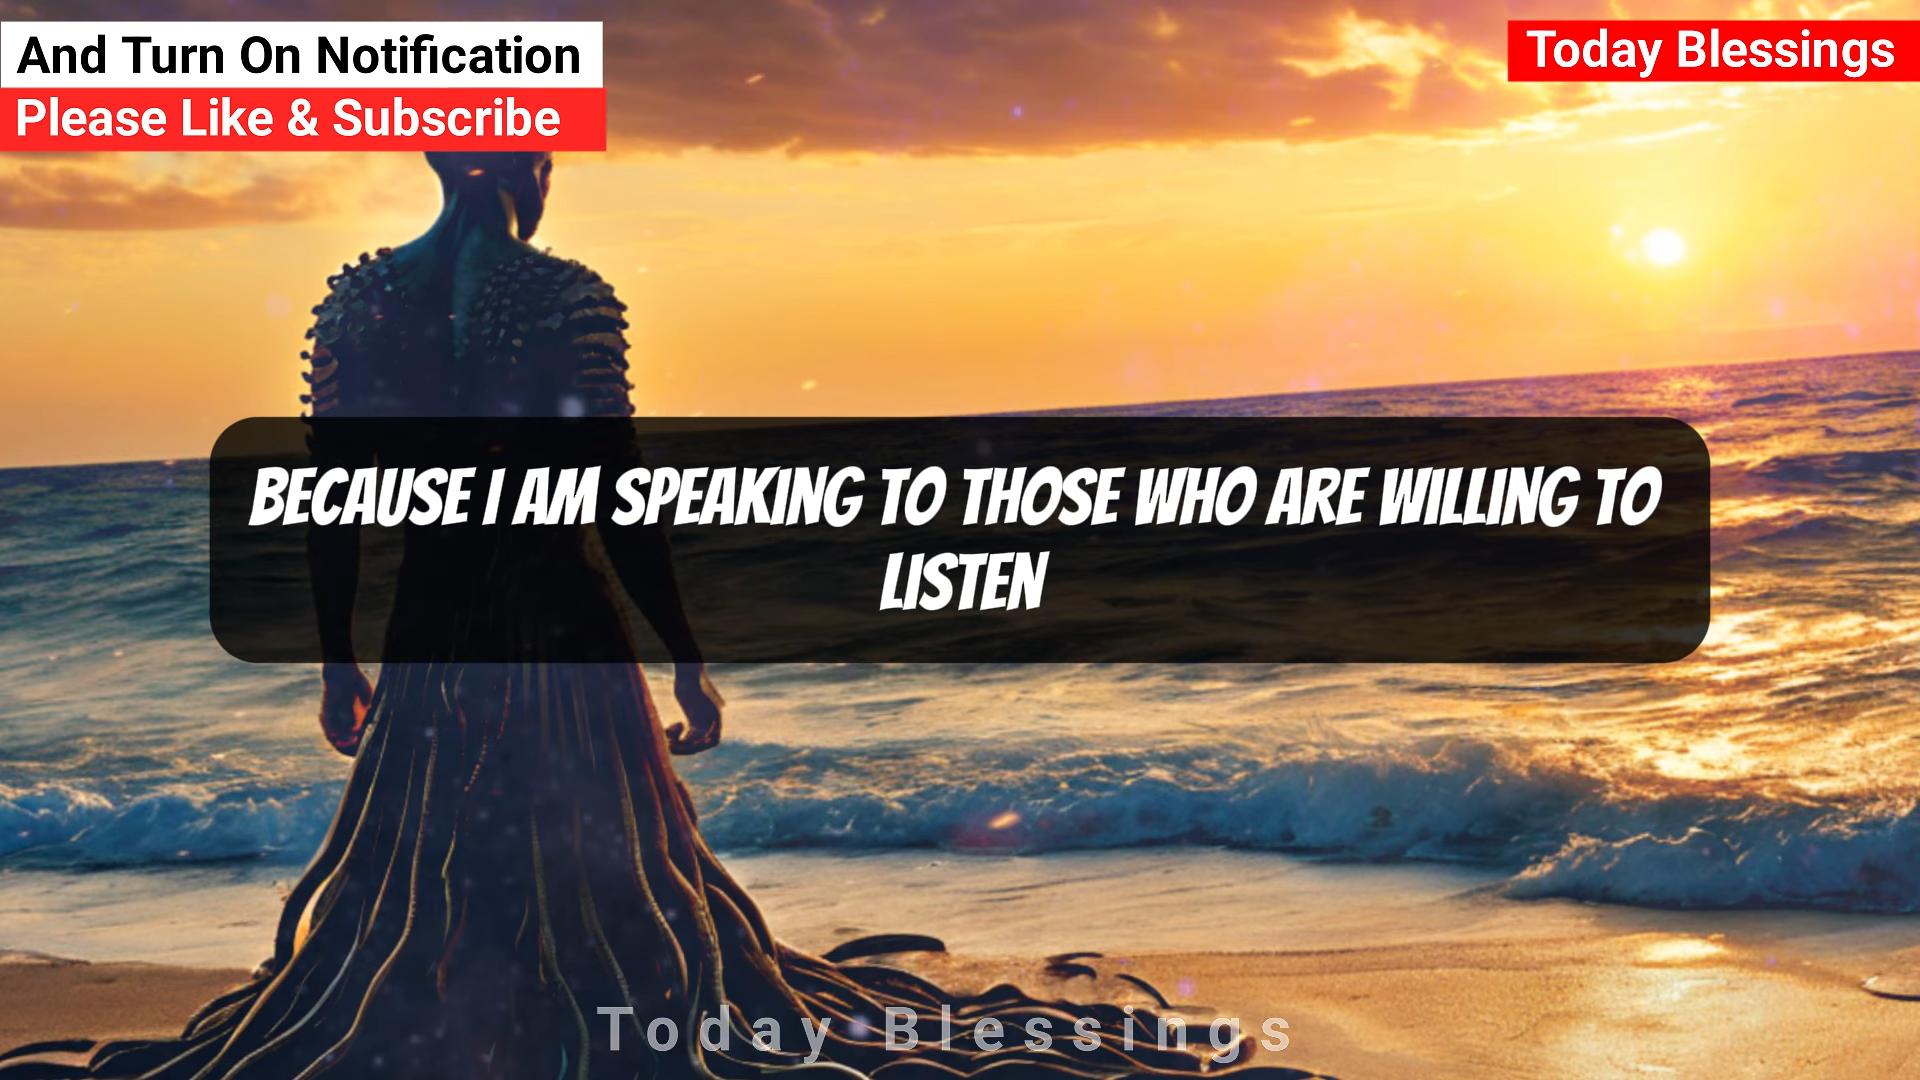 And Turn On Notification
Please Like & Subscribe
Today Blessings
BECAUSE I AM SPEAKING TO THOSE WHO ARE WILLING TO
LISTEN
Today Blessings